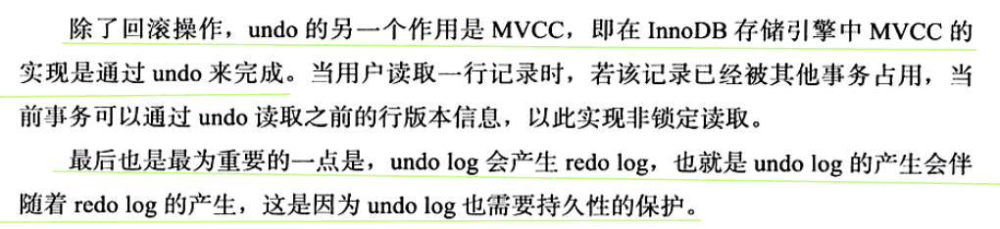 除了回滚操作，undo 的另一个作用是 MVCC，即在 InnoDB 存储引擎中 MVCC 的
实现是通过 undo 来完成。当用户读取一行记录时，若该记录已经被其他事务占用，当
前事务可以通过 undo 读取之前的行版本信息，以此实现非锁定读取。
最后也是最为重要的一点是，undo log 会产生 redo log，也就是 undo log 的产生会伴
随着 redo log 的产生，这是因为 undo log 也需要持久性的保护。